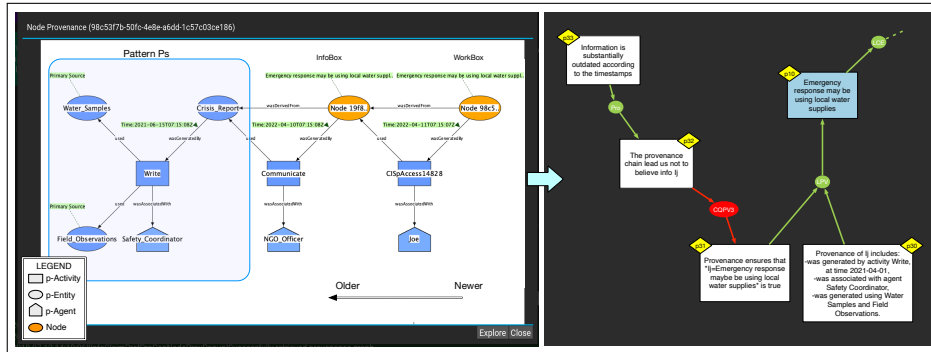 Node Provenance (98c53f7b-50fc-4e8e-a6dd-1c57c03ce186)
Pattern Ps
InfoBox
WorkBox
Primary Source
Emergency response may be using local water suppl..
Emergency response may be using local water suppl..
Water_Samples
Crisis_Report
wasDerivedFrom
Node 19f8..
wasDerivedFrom
Node 98c5..
Time:2021-06-13T07:15:082
Time:2022-04-10T07:15:082
Time:2022-04-11T07:15:072
used
wasGeneratedBy
used
wasGeneratedBy
used
wasGeneratedBy
Write
Communicate
CISpAccess14828
Primary Source
used
wasAssociatedWith
wasAssociatedWith
wasAssociatedWith
Field_Observations
Safety_Coordinator
NGO_Officer
Joe
LEGEND
p-Activity
p-Entity
p-Agent
Node
Older
Newer
Explore
Close
p33
Information is
substantially
outdated according
to the timestamps
Pro
p32
The provenance
chain lead us not to
believe info Ij
CQPV3
p31
Provenance ensures that
"Ij=Emergency response
maybe be using local
water supplies" is true
LCE
p10
Emergency
response may be
using local water
supplies
LPV
p30
Provenance of Ij includes:
-was generated by activity Write,
at time 2021-04-01,
-was associated with agent
Safety Coordinator,
-was generated using Water
Samples and Field
Observations.